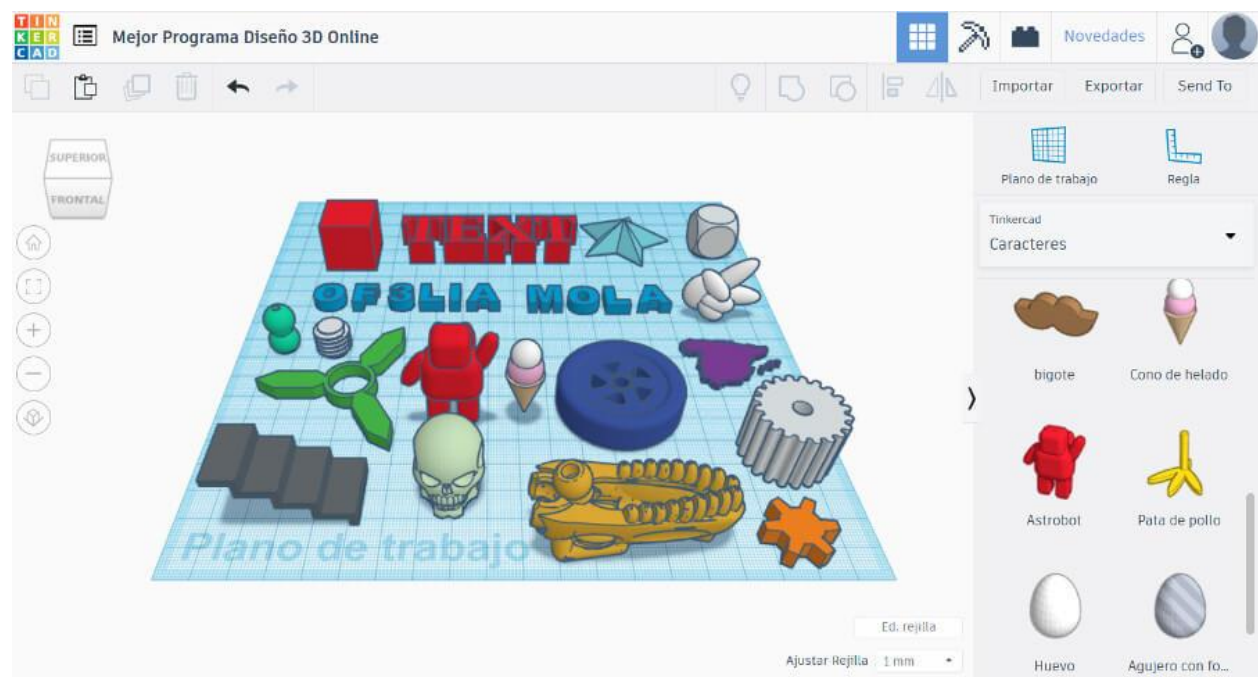 TIN
KER
CAD
Mejor Programa Diseño 3D Online
Novedades
Importar
Exportar
Send To
SUPERIOR
FRONTAL
Plano de trabajo
Regla
Tinkercad
Caracteres
TEXT
OF3LIA MOLA
bigote
Cono de helado
Astrobot
Pata de pollo
Plano de trabajo
Huevo
Agujero con fo...
Ed. rejilla
Ajustar Rejilla
1 mm